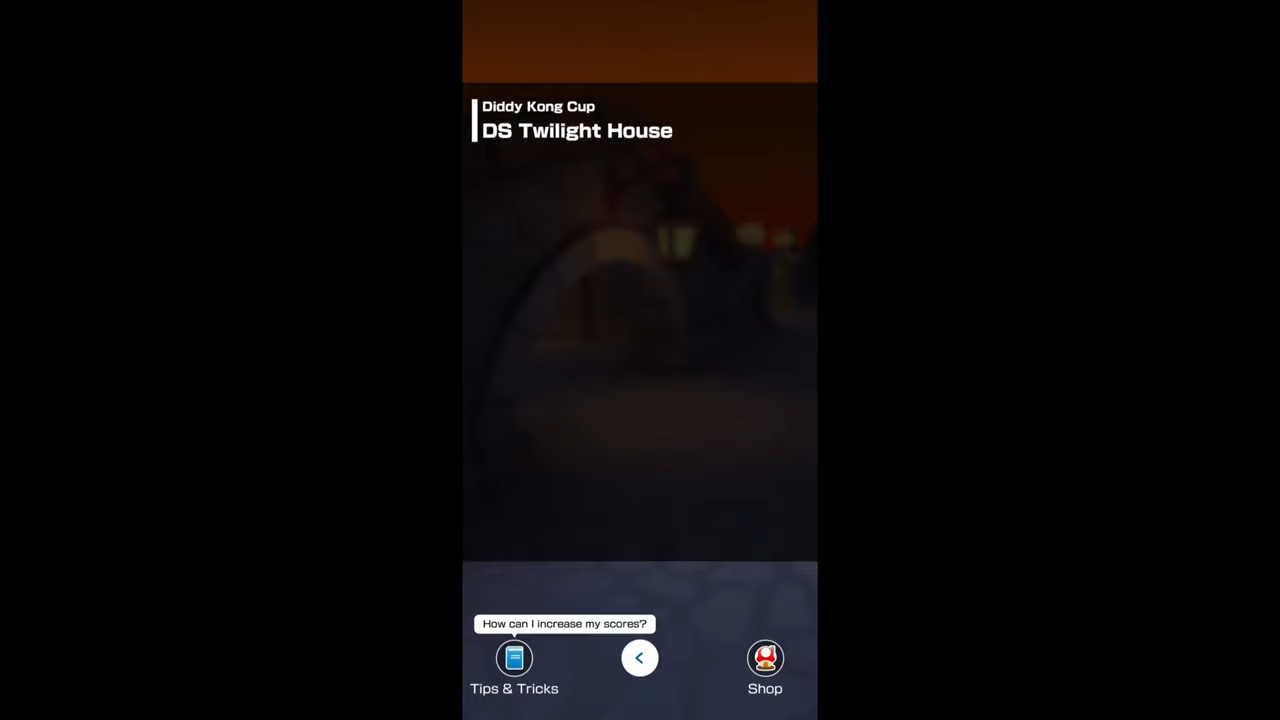 Diddy Kong Cup
DS Twilight House
How can I increase my scores?
Tips & Tricks
Shop